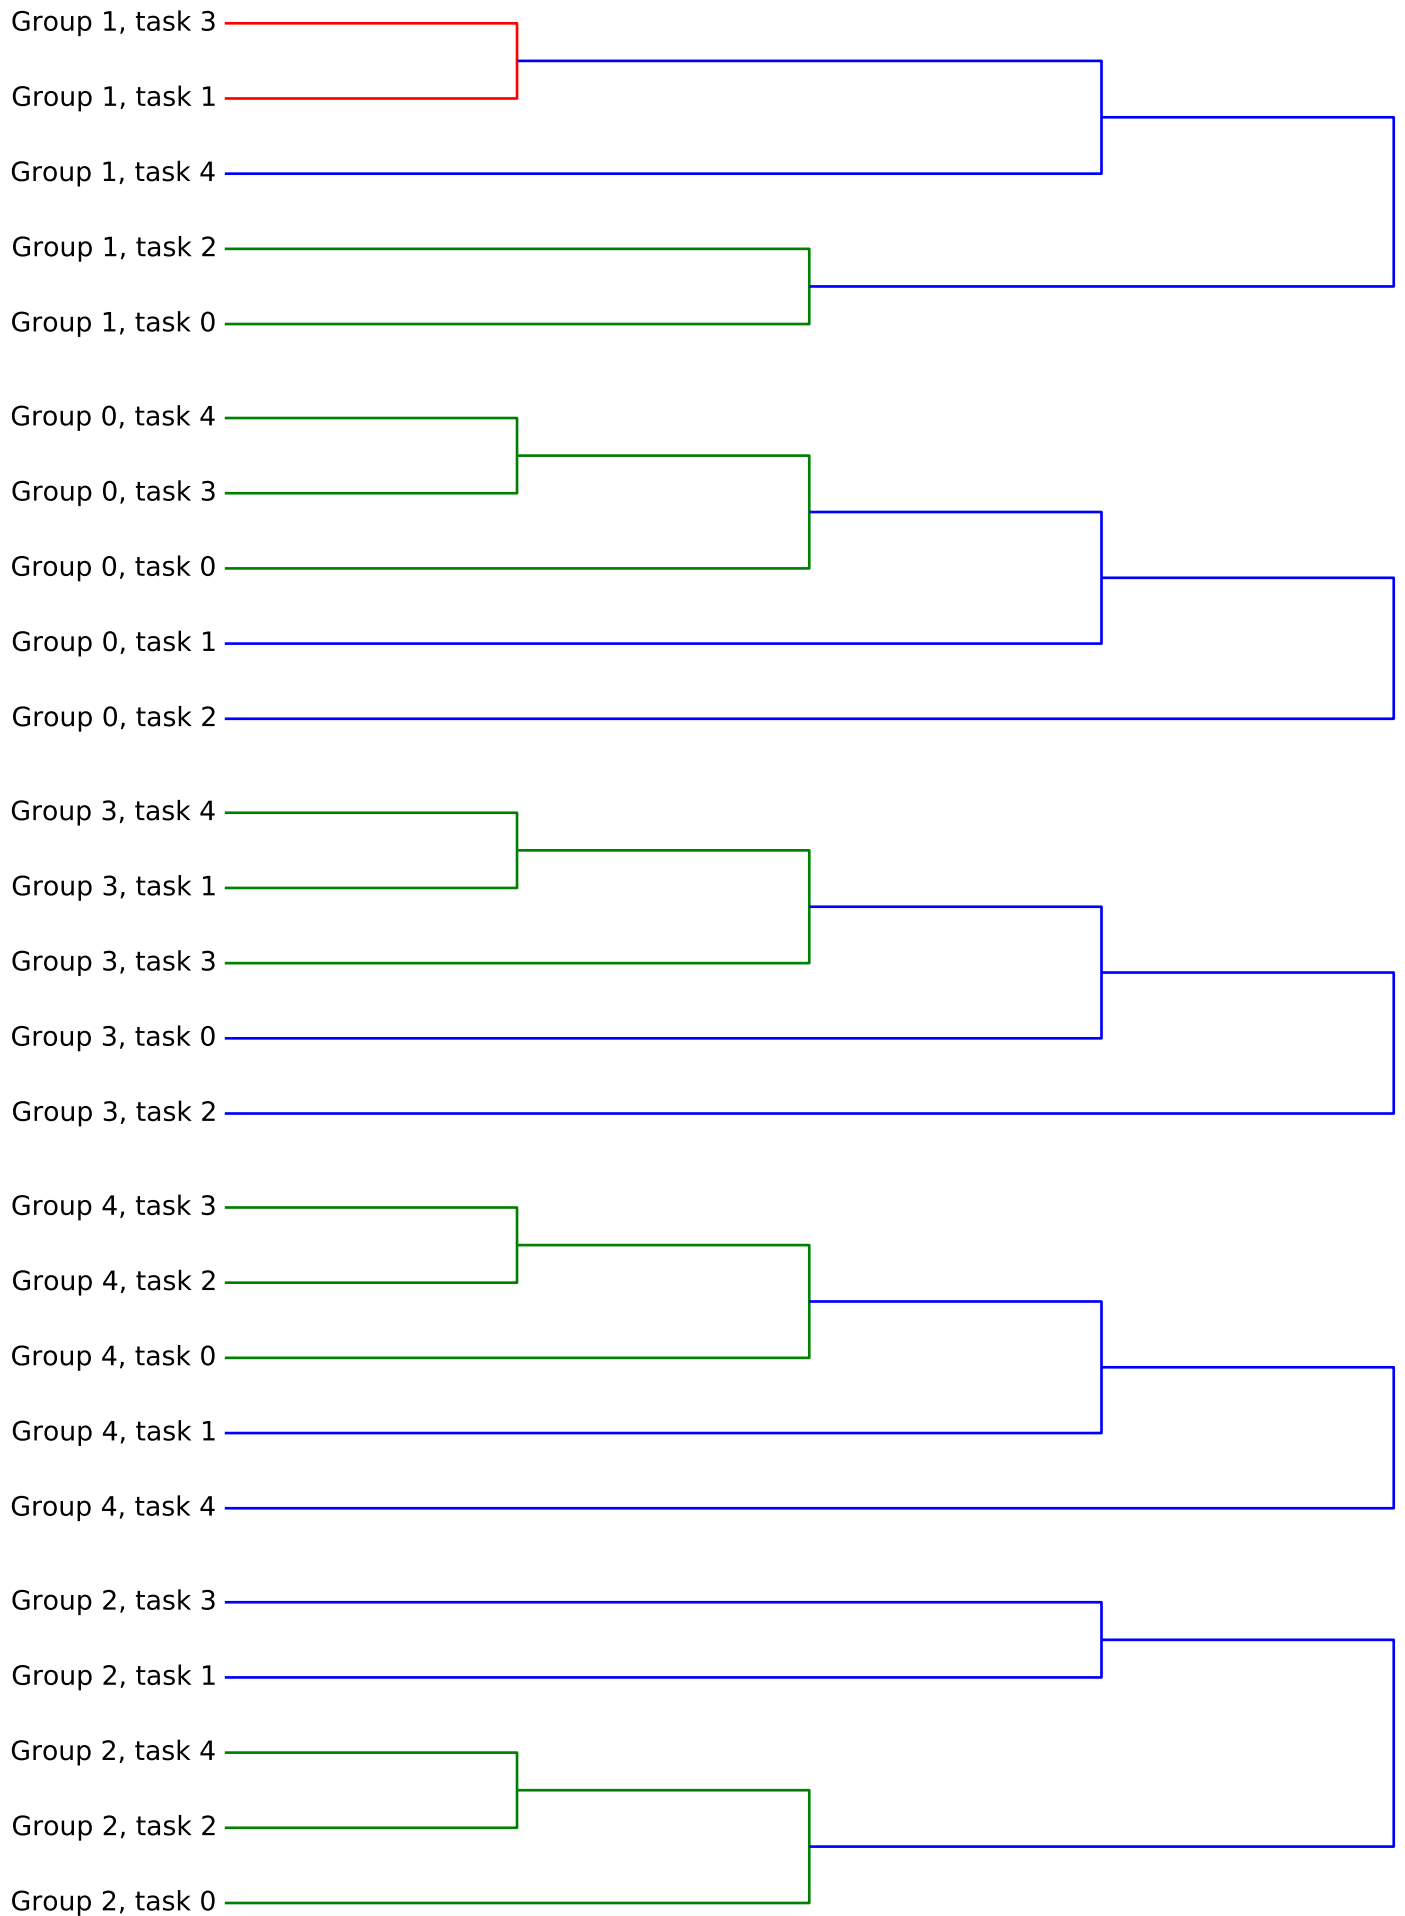 Group 1, task 3
Group 1, task 1
Group 1, task 4
Group 1, task 2
Group 1, task 0
Group 0, task 4
Group 0, task 3
Group 0, task 0
Group 0, task 1
Group 0, task 2
Group 3, task 4
Group 3, task 1
Group 3, task 3
Group 3, task 0
Group 3, task 2
Group 4, task 3
Group 4, task 2
Group 4, task 0
Group 4, task 1
Group 4, task 4
Group 2, task 3
Group 2, task 1
Group 2, task 4
Group 2, task 2
Group 2, task 0